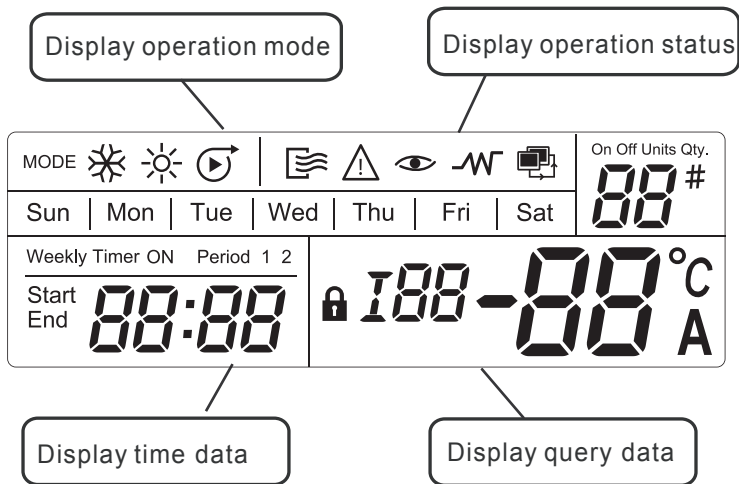 Display operation mode
Display operation status
MODE
On Off Units Qty.
88 #
Sun Mon Tue Wed Thu Fri Sat
Weekly Timer ON Period 1 2
Start
End
88:88
I88 -88 °C
A
Display time data
Display query data